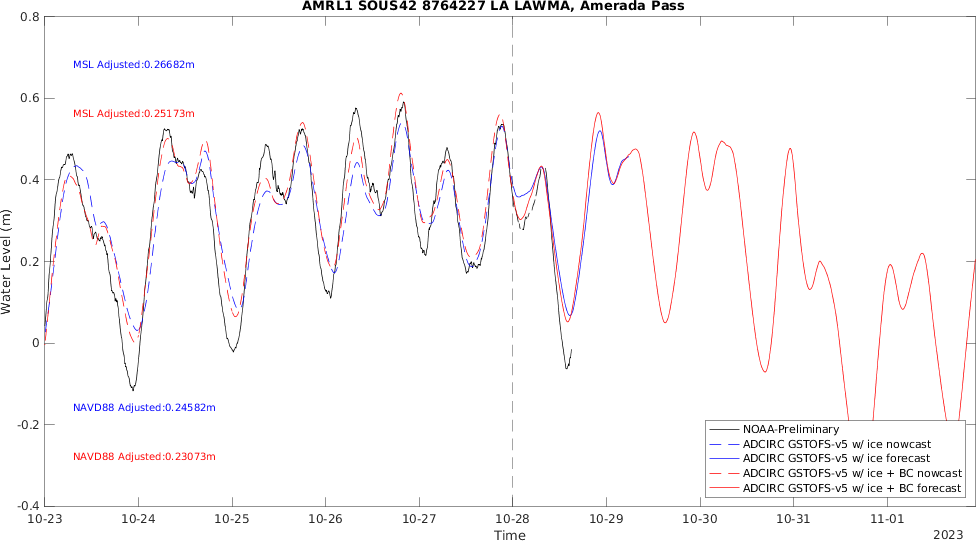 AMRL1 SOUS42 8764227 LA LAWMA, Amerada Pass
0.8
0.6
0.4
0.2
0
-0.2
-0.4
Water Level (m)
MSL Adjusted:0.26682m
MSL Adjusted:0.25173m
NAVD88 Adjusted:0.24582m
NAVD88 Adjusted:0.23073m
NOAA-Preliminary
ADCIRC GSTOFS-v5 w/ ice nowcast
ADCIRC GSTOFS-v5 w/ ice forecast
ADCIRC GSTOFS-v5 w/ ice + BC nowcast
ADCIRC GSTOFS-v5 w/ ice + BC forecast
10-23 10-24 10-25 10-26 10-27 10-28 10-29 10-30 10-31 11-01
Time
2023